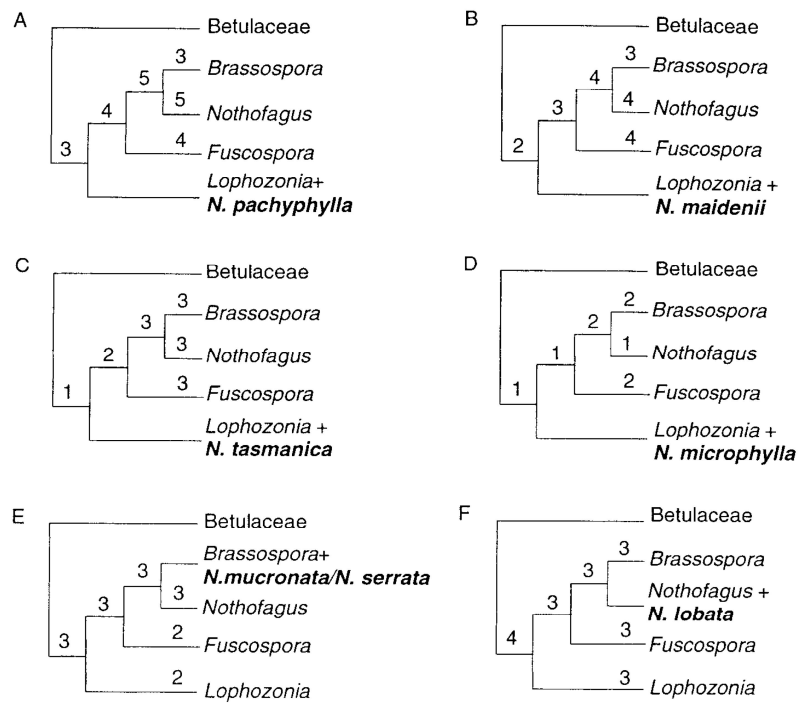 A
Betulaceae
3
Brassospora
5
5
Nothofagus
4
4
Fuscospora
3
Lophozonia+
N. pachyphylla
B
Betulaceae
3
Brassospora
4
4
Nothofagus
3
4
Fuscospora
2
Lophozonia +
N. maidenii
C
Betulaceae
3
Brassospora
3
3
Nothofagus
2
3
Fuscospora
1
Lophozonia +
N. tasmanica
D
Betulaceae
2
Brassospora
2
1
Nothofagus
1
2
Fuscospora
1
Lophozonia +
N. microphylla
E
Betulaceae
Brassospora+
3
N.mucronata/N. serrata
3
Nothofagus
3
2
Fuscospora
3
2
Lophozonia
F
Betulaceae
3
Brassospora
3
Nothofagus +
N. lobata
3
3
Fuscospora
4
3
Lophozonia